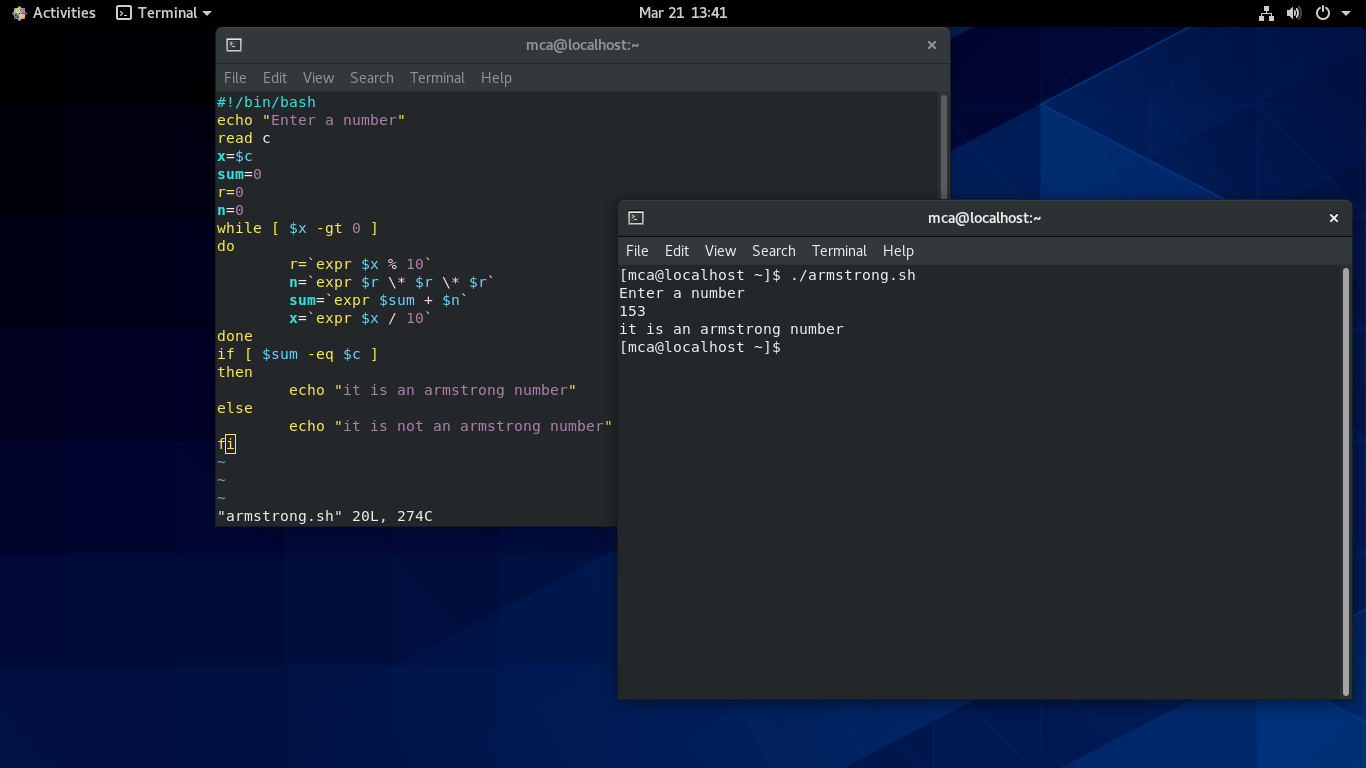 Activities Terminal Mar 21 13:41
mca@localhost:~
File Edit View Search Terminal Help
#!/bin/bash
echo "Enter a number"
read c
x=$c
sum=0
r=0
n=0
while [ $x -gt 0 ]
do
        r=`expr $x % 10`
        n=`expr $r \* $r \* $r`
        sum=`expr $sum + $n`
        x=`expr $x / 10`
done
if [ $sum -eq $c ]
then
        echo "it is an armstrong number"
else
        echo "it is not an armstrong number"
fi
~
~
~
"armstrong.sh" 20L, 274C
mca@localhost:~
File Edit View Search Terminal Help
[mca@localhost ~]$ ./armstrong.sh
Enter a number
153
it is an armstrong number
[mca@localhost ~]$